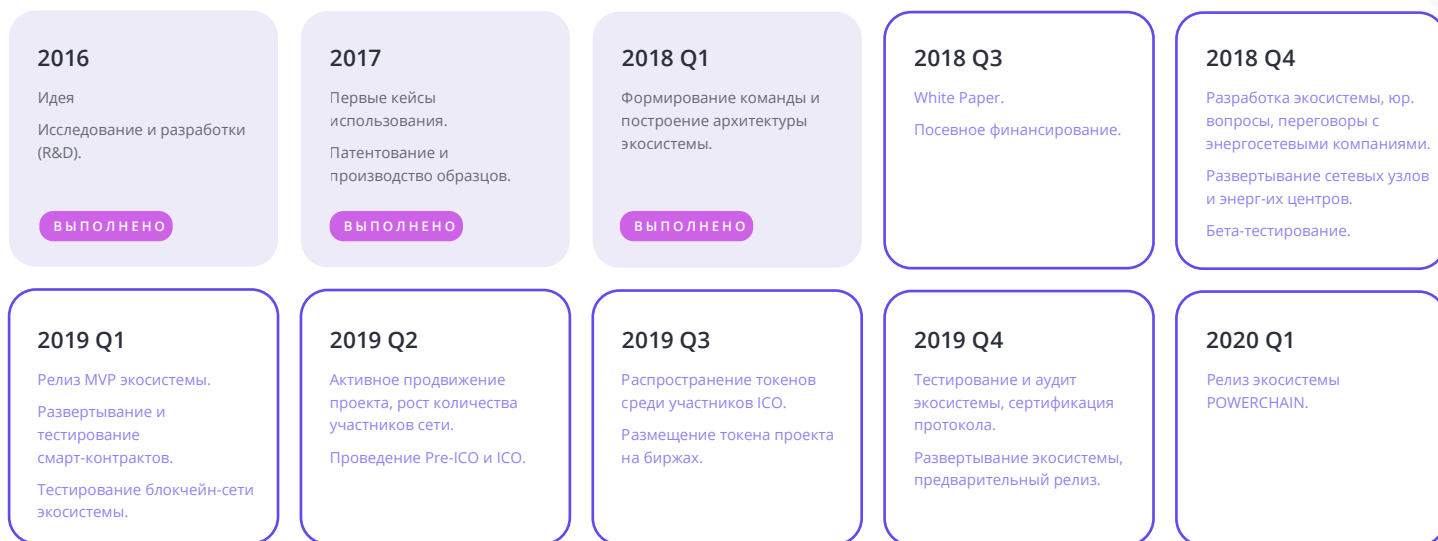 2016
Идея
Исследование и разработки
(R&D).
ВЫПОЛНЕНО
2017
Первые кейсы
использования.
Патентование и
производство образцов.
ВЫПОЛНЕНО
2018 Q1
Формирование команды и
построение архитектуры
экосистемы.
ВЫПОЛНЕНО
2018 Q3
White Paper.
Посевное финансирование.
2018 Q4
Разработка экосистемы, юр.
вопросы, переговоры с
энергосетевыми компаниями.
Развертывание сетевых узлов
и энерг-их центров.
Бета-тестирование.
2019 Q1
Релиз MVP экосистемы.
Развертывание и
тестирование
смарт-контрактов.
Тестирование блокчейн-сети
экосистемы.
2019 Q2
Активное продвижение
проекта, рост количества
участников сети.
Проведение Pre-ICO и ICO.
2019 Q3
Распространение токенов
среди участников ICO.
Размещение токена проекта
на биржах.
2019 Q4
Тестирование и аудит
экосистемы, сертификация
протокола.
Развертывание экосистемы,
предварительный релиз.
2020 Q1
Релиз экосистемы
POWERCHAIN.